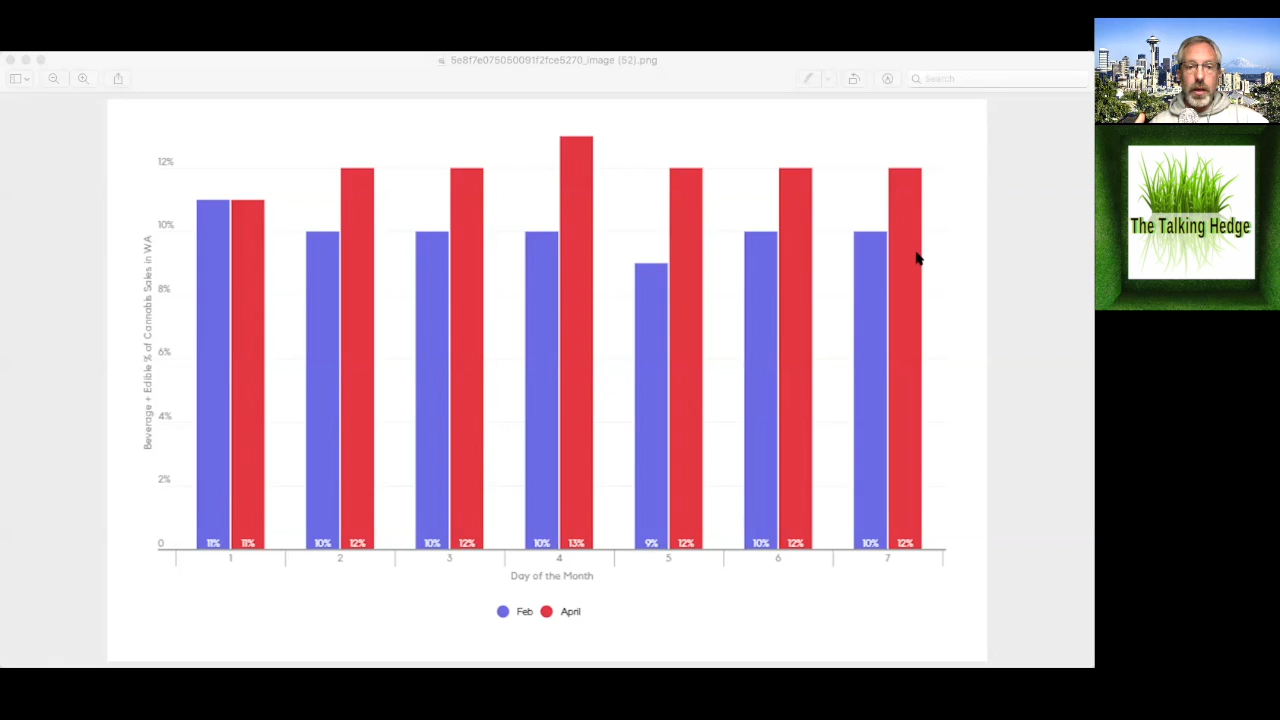 5e8f7e075050091f2fce5270_image (52).png
Search
The Talking Hedge
Beverage + Edible % of Cannabis Sales in WA
12%
10%
8%
6%
4%
2%
0
11% 11% 10% 12% 10% 12% 10% 13% 9% 12% 10% 12% 10% 12%
1 2 3 4 5 6 7
Day of the Month
Feb April